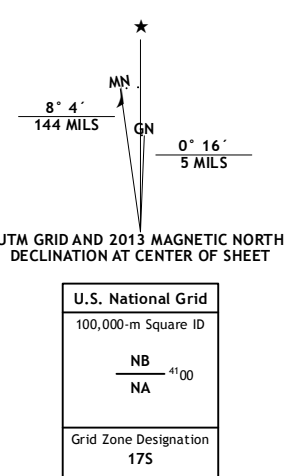 ★
MN
GN
8° 4´
144 MILS
0° 16´
5 MILS
UTM GRID AND 2013 MAGNETIC NORTH
DECLINATION AT CENTER OF SHEET
U.S. National Grid
100,000-m Square ID
NB
4100
NA
Grid Zone Designation
17S